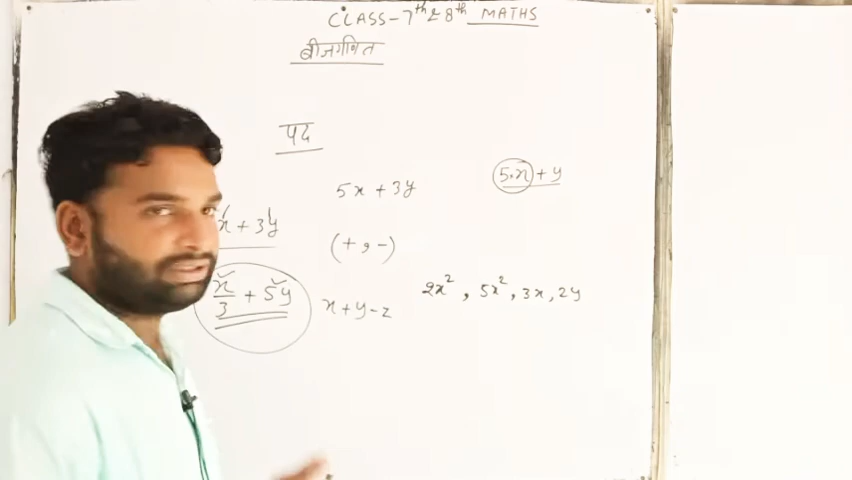 CLASS-7th & 8th MATHS
बीजगणित
पद
5x + 3y
5.x + y
x + 3y
(+, -)
x/3 + 5y
x + y - z
2x², 5x², 3x, 2y